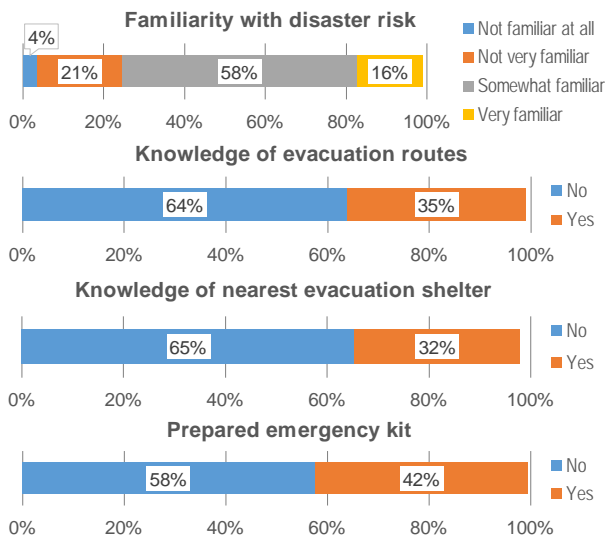 Familiarity with disaster risk
4%
21%
58%
16%
0% 20% 40% 60% 80% 100%
Not familiar at all
Not very familiar
Somewhat familiar
Very familiar
Knowledge of evacuation routes
64% 35%
No
Yes
0% 20% 40% 60% 80% 100%
Knowledge of nearest evacuation shelter
65% 32%
No
Yes
0% 20% 40% 60% 80% 100%
Prepared emergency kit
58% 42%
No
Yes
0% 20% 40% 60% 80% 100%